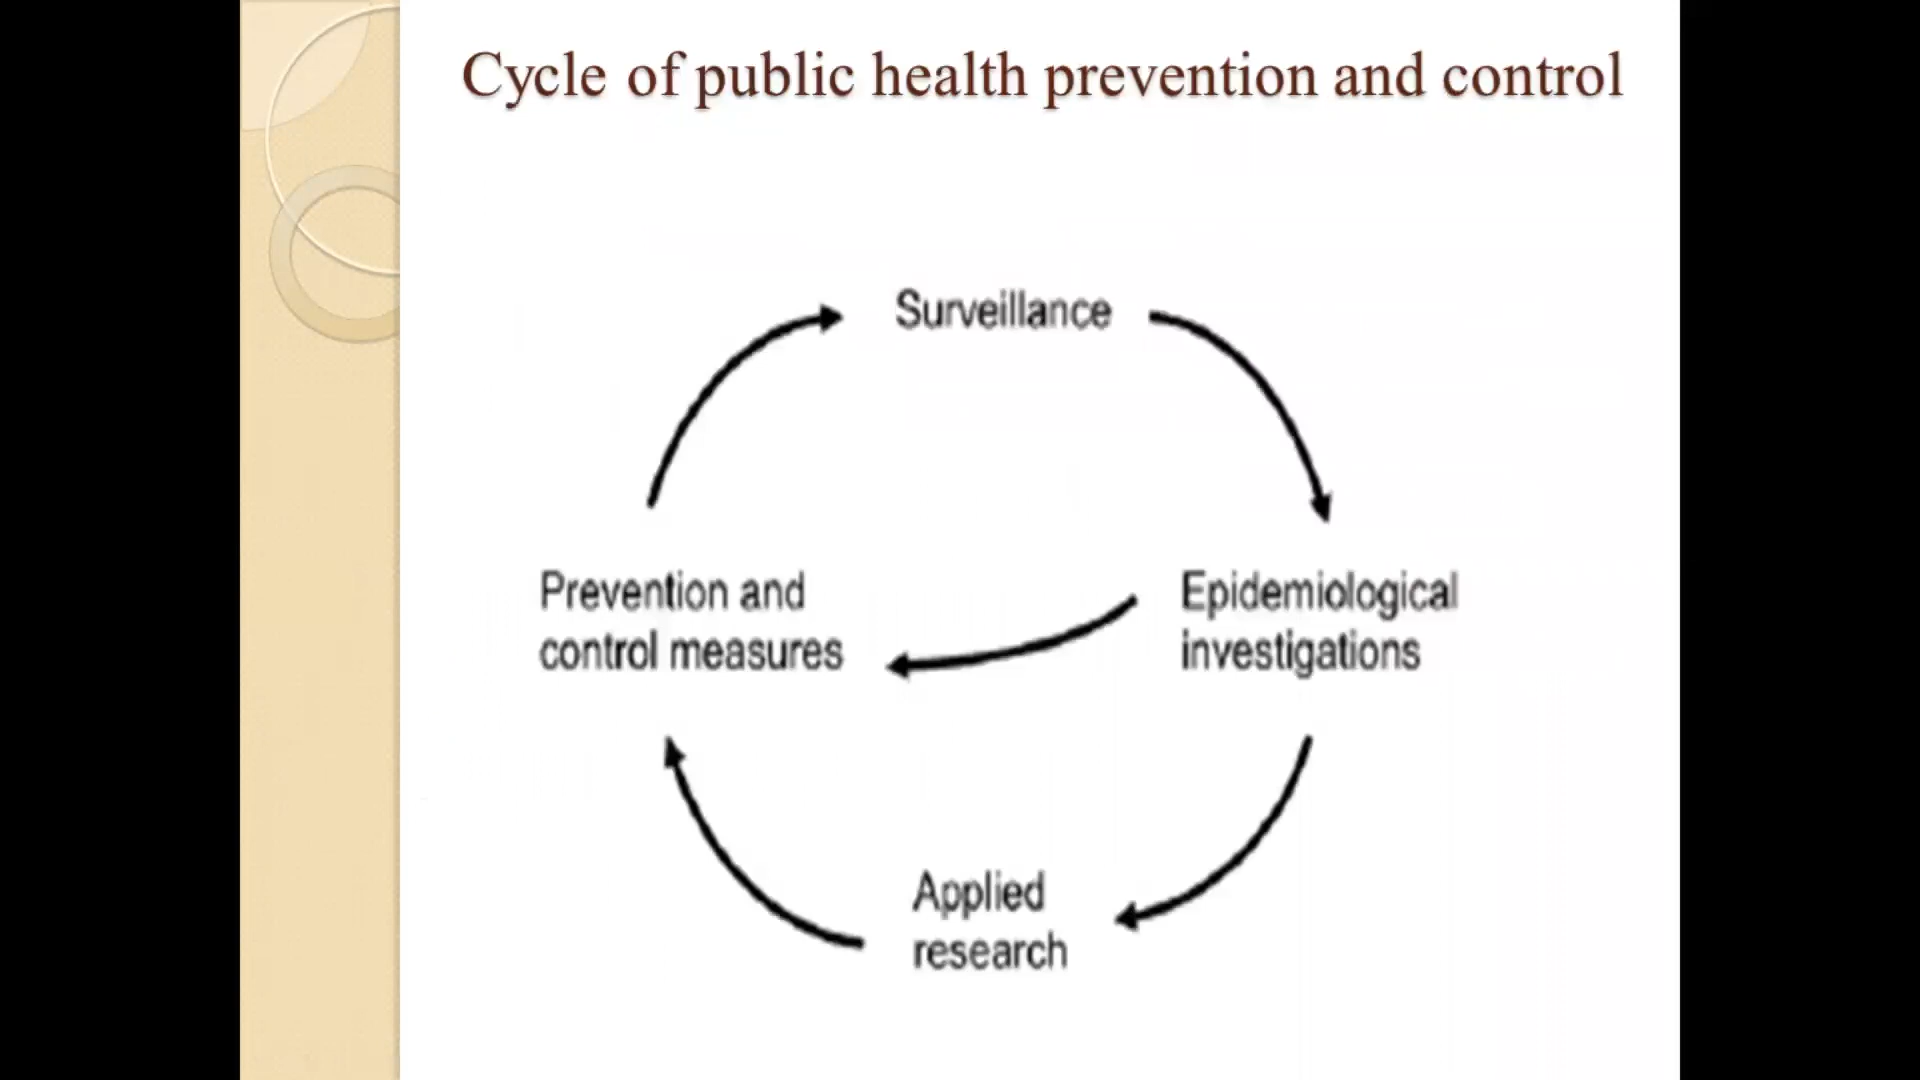 Cycle of public health prevention and control
Surveillance
Prevention and
control measures
Epidemiological
investigations
Applied
research